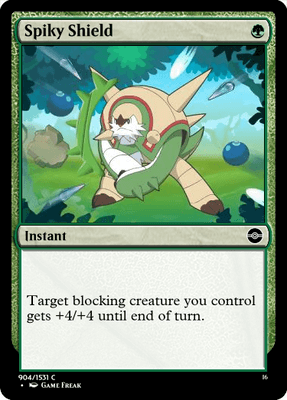 Spiky Shield
Instant
Target blocking creature you control
gets +4/+4 until end of turn.
904/1531 C
16
• GAME FREAK